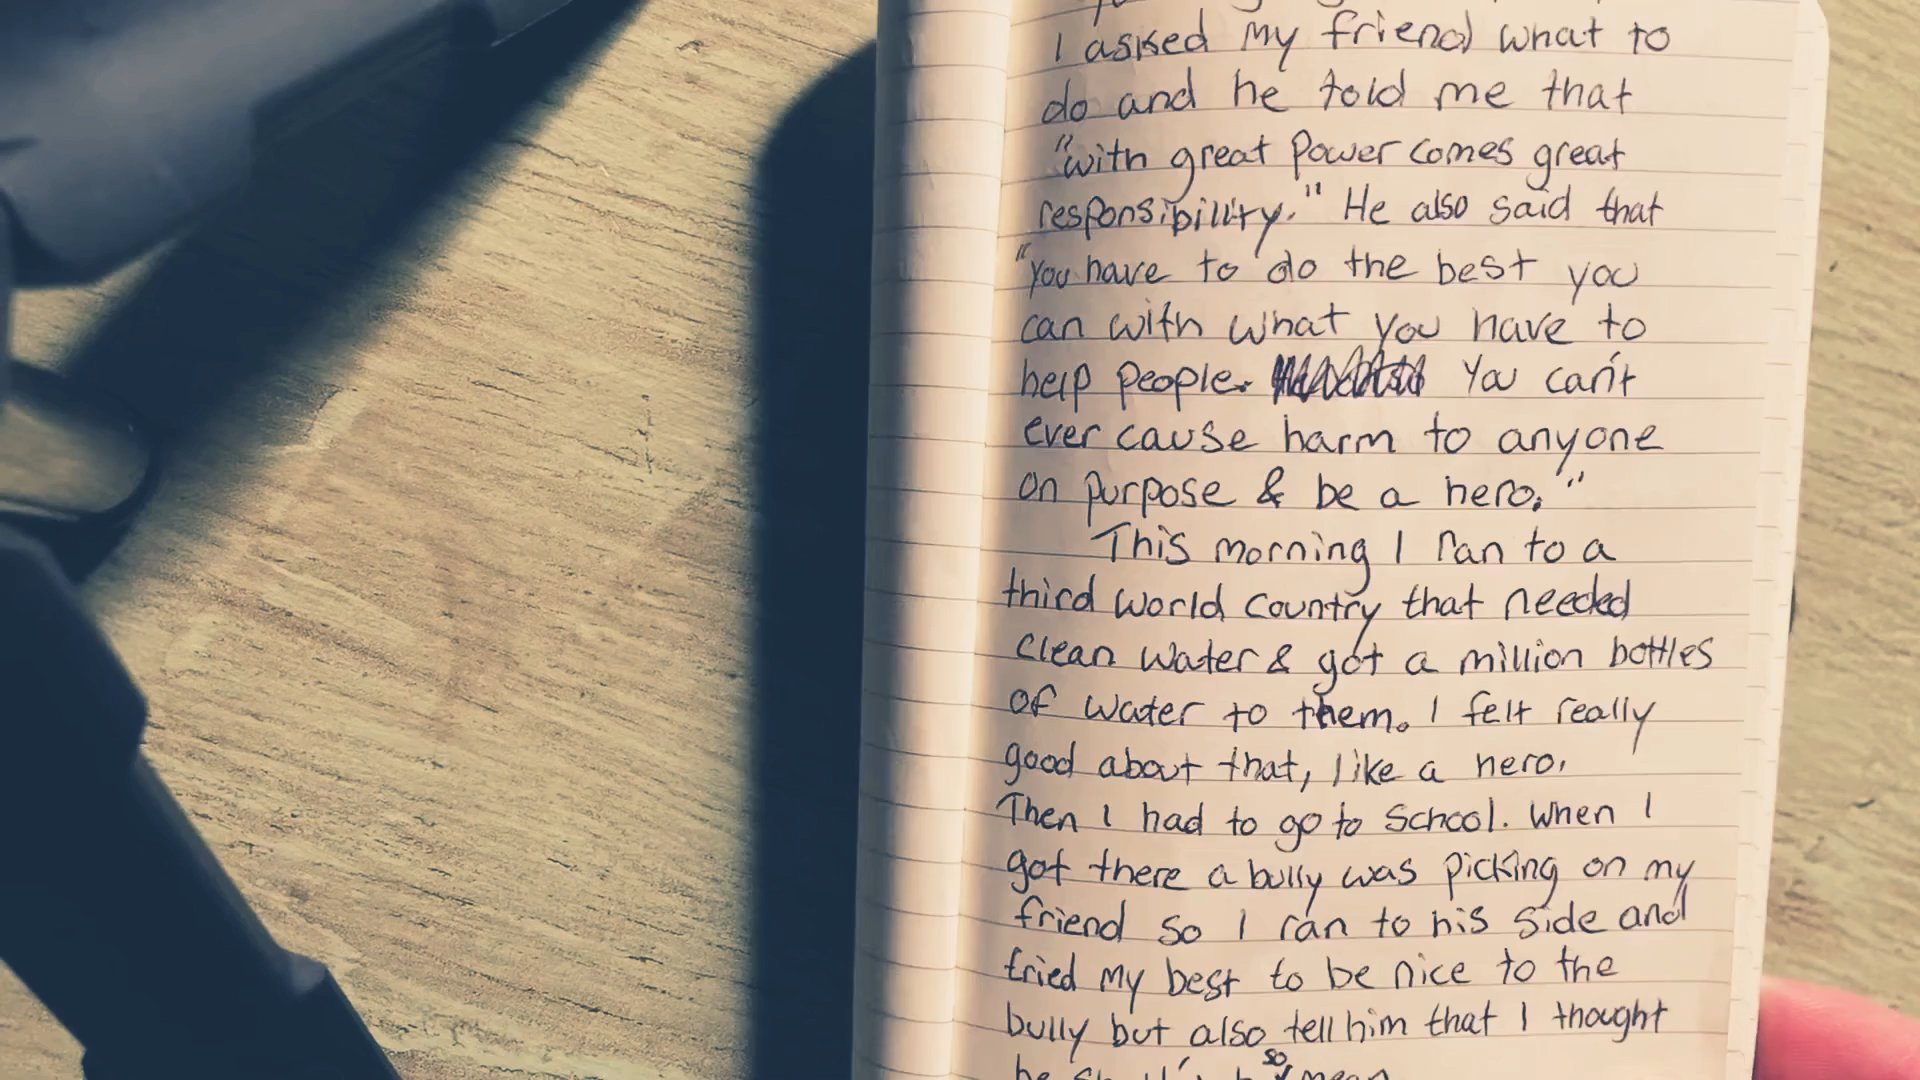 I asked my friend what to
do and he told me that
"with great power comes great
responsibility." He also said that
"you have to do the best you
can with what you have to
help people. You can't
ever cause harm to anyone
on purpose & be a hero."
This morning I ran to a
third world country that needed
clean water & got a million bottles
of water to them. I felt really
good about that, like a hero.
Then I had to go to school. When I
got there a bully was picking on my
friend so I ran to his side and
tried my best to be nice to the
bully but also tell him that I thought
he so mean